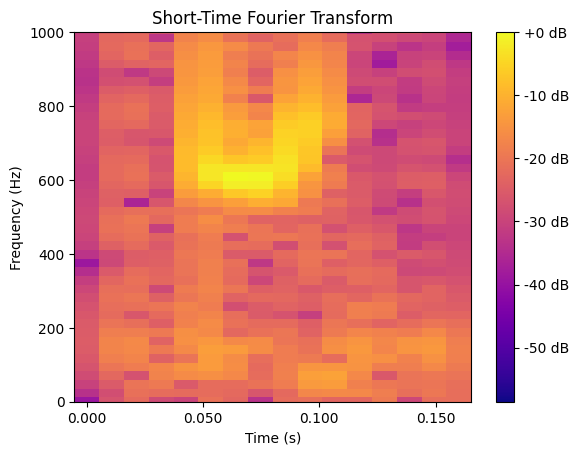 Short-Time Fourier Transform
1000
800
600
400
200
0
Frequency (Hz)
0.000
0.050
0.100
0.150
Time (s)
+0 dB
-10 dB
-20 dB
-30 dB
-40 dB
-50 dB